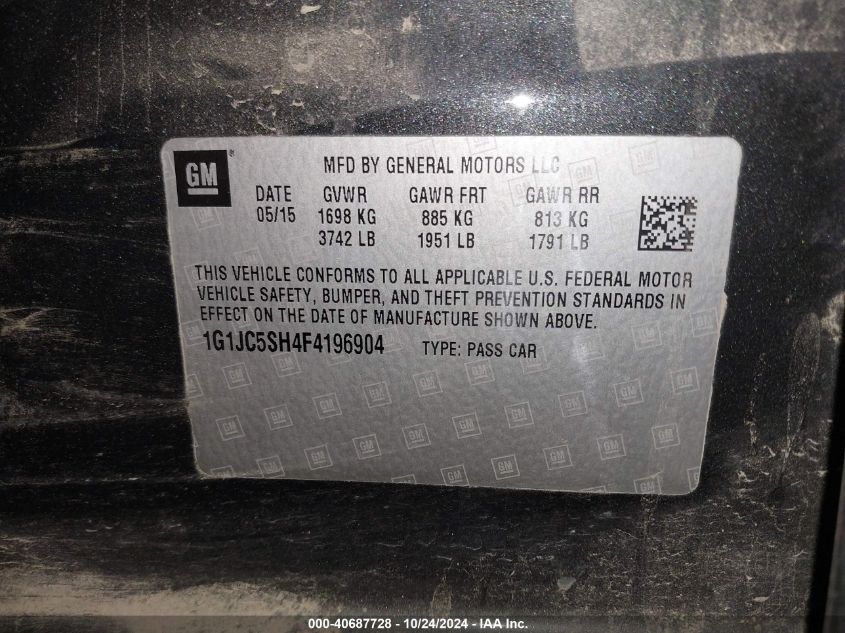 GM
MFD BY GENERAL MOTORS LLC
DATE GVWR GAWR FRT GAWR RR
05/15 1698 KG 885 KG 813 KG
3742 LB 1951 LB 1791 LB
THIS VEHICLE CONFORMS TO ALL APPLICABLE U.S. FEDERAL MOTOR
VEHICLE SAFETY, BUMPER, AND THEFT PREVENTION STANDARDS IN
EFFECT ON THE DATE OF MANUFACTURE SHOWN ABOVE.
1G1JC5SH4F4196904 TYPE: PASS CAR
000-40687728 - 10/24/2024 - IAA Inc.